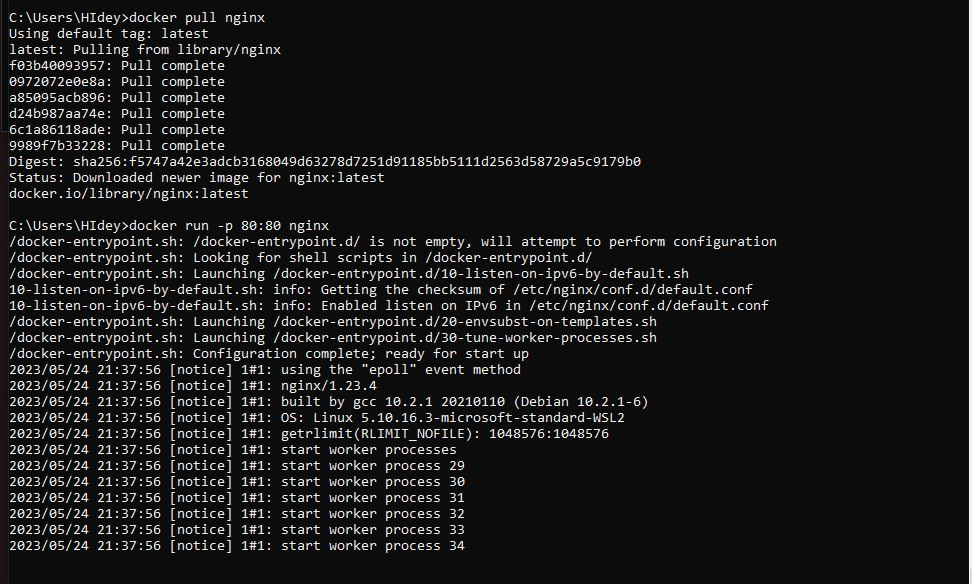 C:\Users\HIdey>docker pull nginx
Using default tag: latest
latest: Pulling from library/nginx
f03b40093957: Pull complete
0972072e0e8a: Pull complete
a85095acb896: Pull complete
d24b987aa74e: Pull complete
6c1a86118ade: Pull complete
9989f7b33228: Pull complete
Digest: sha256:f5747a42e3adcb3168049d63278d7251d91185bb5111d2563d58729a5c9179b0
Status: Downloaded newer image for nginx:latest
docker.io/library/nginx:latest
C:\Users\HIdey>docker run -p 80:80 nginx
/docker-entrypoint.sh: /docker-entrypoint.d/ is not empty, will attempt to perform configuration
/docker-entrypoint.sh: Looking for shell scripts in /docker-entrypoint.d/
/docker-entrypoint.sh: Launching /docker-entrypoint.d/10-listen-on-ipv6-by-default.sh
10-listen-on-ipv6-by-default.sh: info: Getting the checksum of /etc/nginx/conf.d/default.conf
10-listen-on-ipv6-by-default.sh: info: Enabled listen on IPv6 in /etc/nginx/conf.d/default.conf
/docker-entrypoint.sh: Launching /docker-entrypoint.d/20-envsubst-on-templates.sh
/docker-entrypoint.sh: Launching /docker-entrypoint.d/30-tune-worker-processes.sh
/docker-entrypoint.sh: Configuration complete; ready for start up
2023/05/24 21:37:56 [notice] 1#1: using the "epoll" event method
2023/05/24 21:37:56 [notice] 1#1: nginx/1.23.4
2023/05/24 21:37:56 [notice] 1#1: built by gcc 10.2.1 20210110 (Debian 10.2.1-6)
2023/05/24 21:37:56 [notice] 1#1: OS: Linux 5.10.16.3-microsoft-standard-WSL2
2023/05/24 21:37:56 [notice] 1#1: getrlimit(RLIMIT_NOFILE): 1048576:1048576
2023/05/24 21:37:56 [notice] 1#1: start worker processes
2023/05/24 21:37:56 [notice] 1#1: start worker process 29
2023/05/24 21:37:56 [notice] 1#1: start worker process 30
2023/05/24 21:37:56 [notice] 1#1: start worker process 31
2023/05/24 21:37:56 [notice] 1#1: start worker process 32
2023/05/24 21:37:56 [notice] 1#1: start worker process 33
2023/05/24 21:37:56 [notice] 1#1: start worker process 34